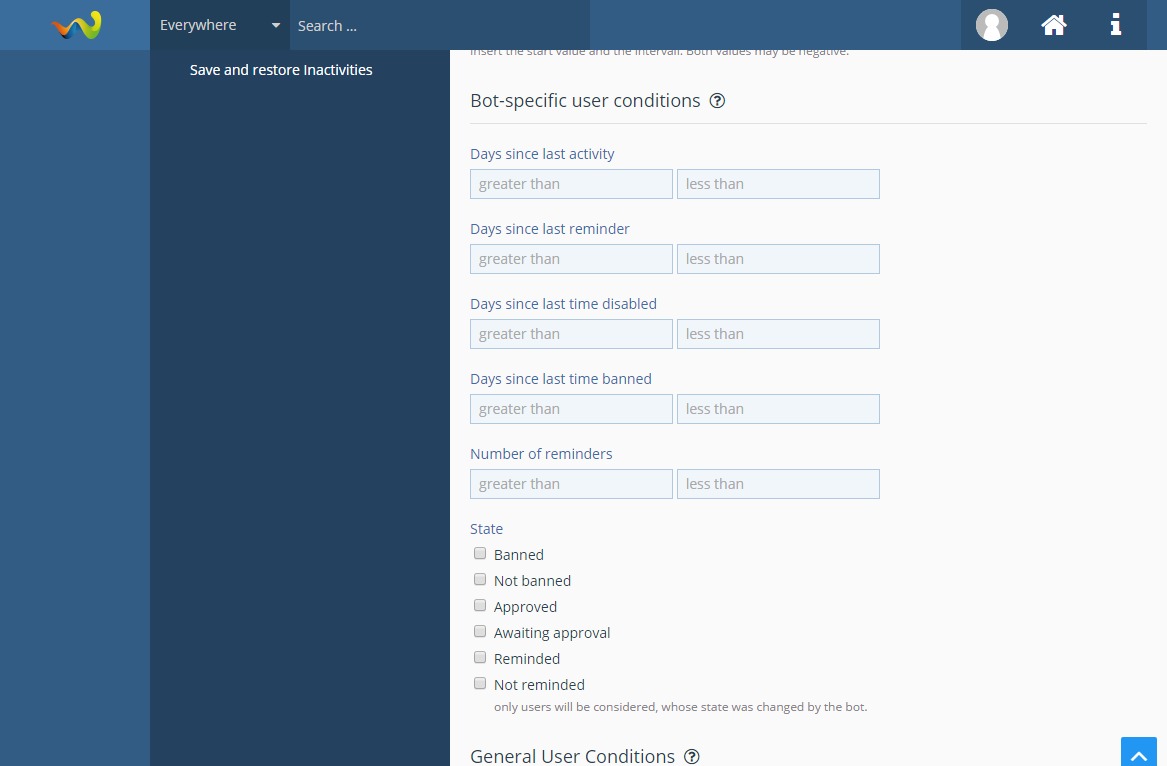 Everywhere
Search ...
Save and restore Inactivities
Insert the start value and the intervall. Both values may be negative.
Bot-specific user conditions
Days since last activity
greater than less than
Days since last reminder
greater than less than
Days since last time disabled
greater than less than
Days since last time banned
greater than less than
Number of reminders
greater than less than
State
Banned
Not banned
Approved
Awaiting approval
Reminded
Not reminded
only users will be considered, whose state was changed by the bot.
General User Conditions